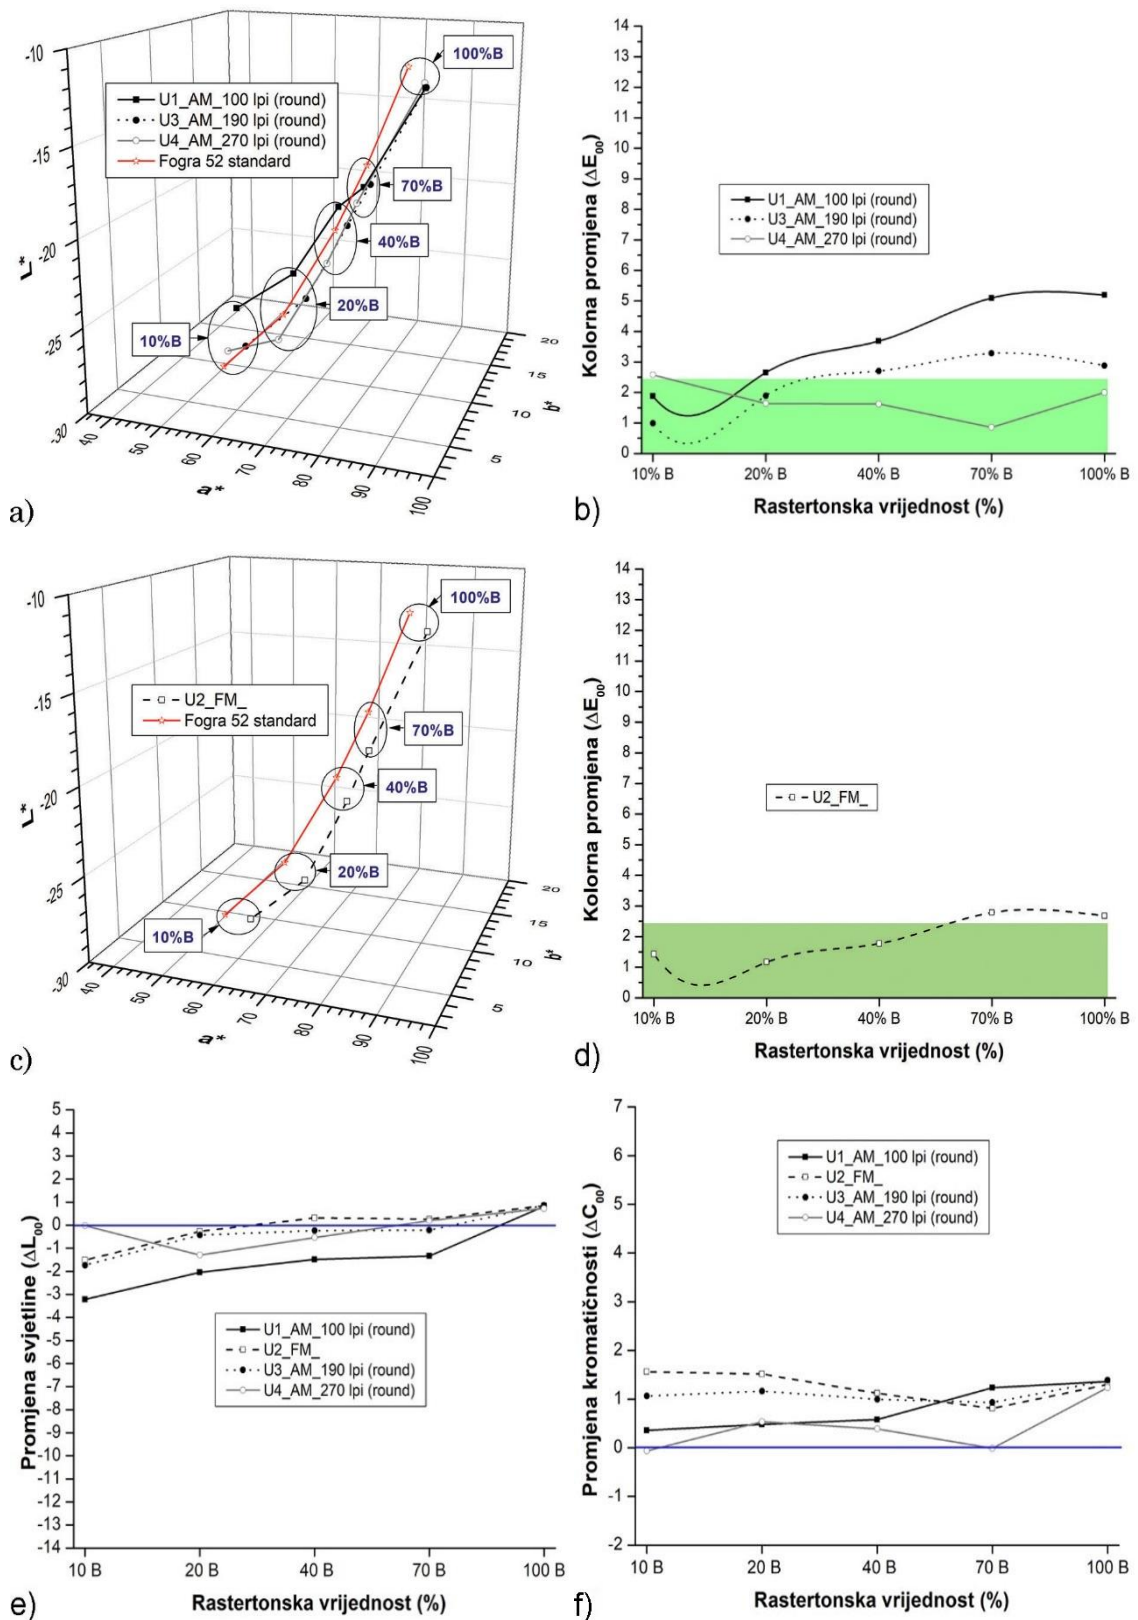 -10
-15
-20
-25
-30
L*
40
50
60
70
80
90
100
a*
5
10
15
20
b*
U1_AM_100 lpi (round)
U3_AM_190 lpi (round)
U4_AM_270 lpi (round)
Fogra 52 standard
100%B
70%B
40%B
20%B
10%B
a)
14
13
12
11
10
9
8
7
6
5
4
3
2
1
0
Kolorna promjena (ΔE₀₀)
U1_AM_100 lpi (round)
U3_AM_190 lpi (round)
U4_AM_270 lpi (round)
10% B 20% B 40% B 70% B 100% B
Rastertonska vrijednost (%)
b)
-10
-15
-20
-25
-30
L*
40
50
60
70
80
90
100
a*
5
10
15
20
b*
U2_FM_
Fogra 52 standard
100%B
70%B
40%B
20%B
10%B
c)
14
13
12
11
10
9
8
7
6
5
4
3
2
1
0
Kolorna promjena (ΔE₀₀)
U2_FM_
10% B 20% B 40% B 70% B 100% B
Rastertonska vrijednost (%)
d)
5
4
3
2
1
0
-1
-2
-3
-4
-5
-6
-7
-8
-9
-10
-11
-12
-13
-14
Promjena svjetline (ΔL₀₀)
U1_AM_100 lpi (round)
U2_FM_
U3_AM_190 lpi (round)
U4_AM_270 lpi (round)
10 B 20 B 40 B 70 B 100 B
Rastertonska vrijednost (%)
e)
7
6
5
4
3
2
1
0
-1
-2
Promjena kromatičnosti (ΔC₀₀)
U1_AM_100 lpi (round)
U2_FM_
U3_AM_190 lpi (round)
U4_AM_270 lpi (round)
10 B 20 B 40 B 70 B 100 B
Rastertonska vrijednost (%)
f)